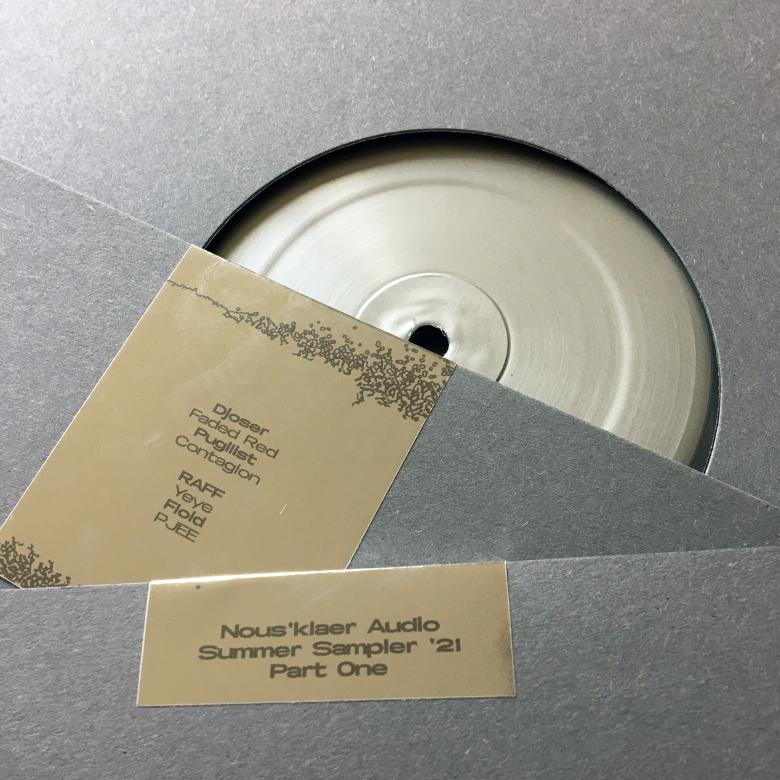 Djoser
Faded Red
Pugilist
Contagion
RAFF
Yeye
Floid
PJEE
Nous'klaer Audio
Summer Sampler '21
Part One